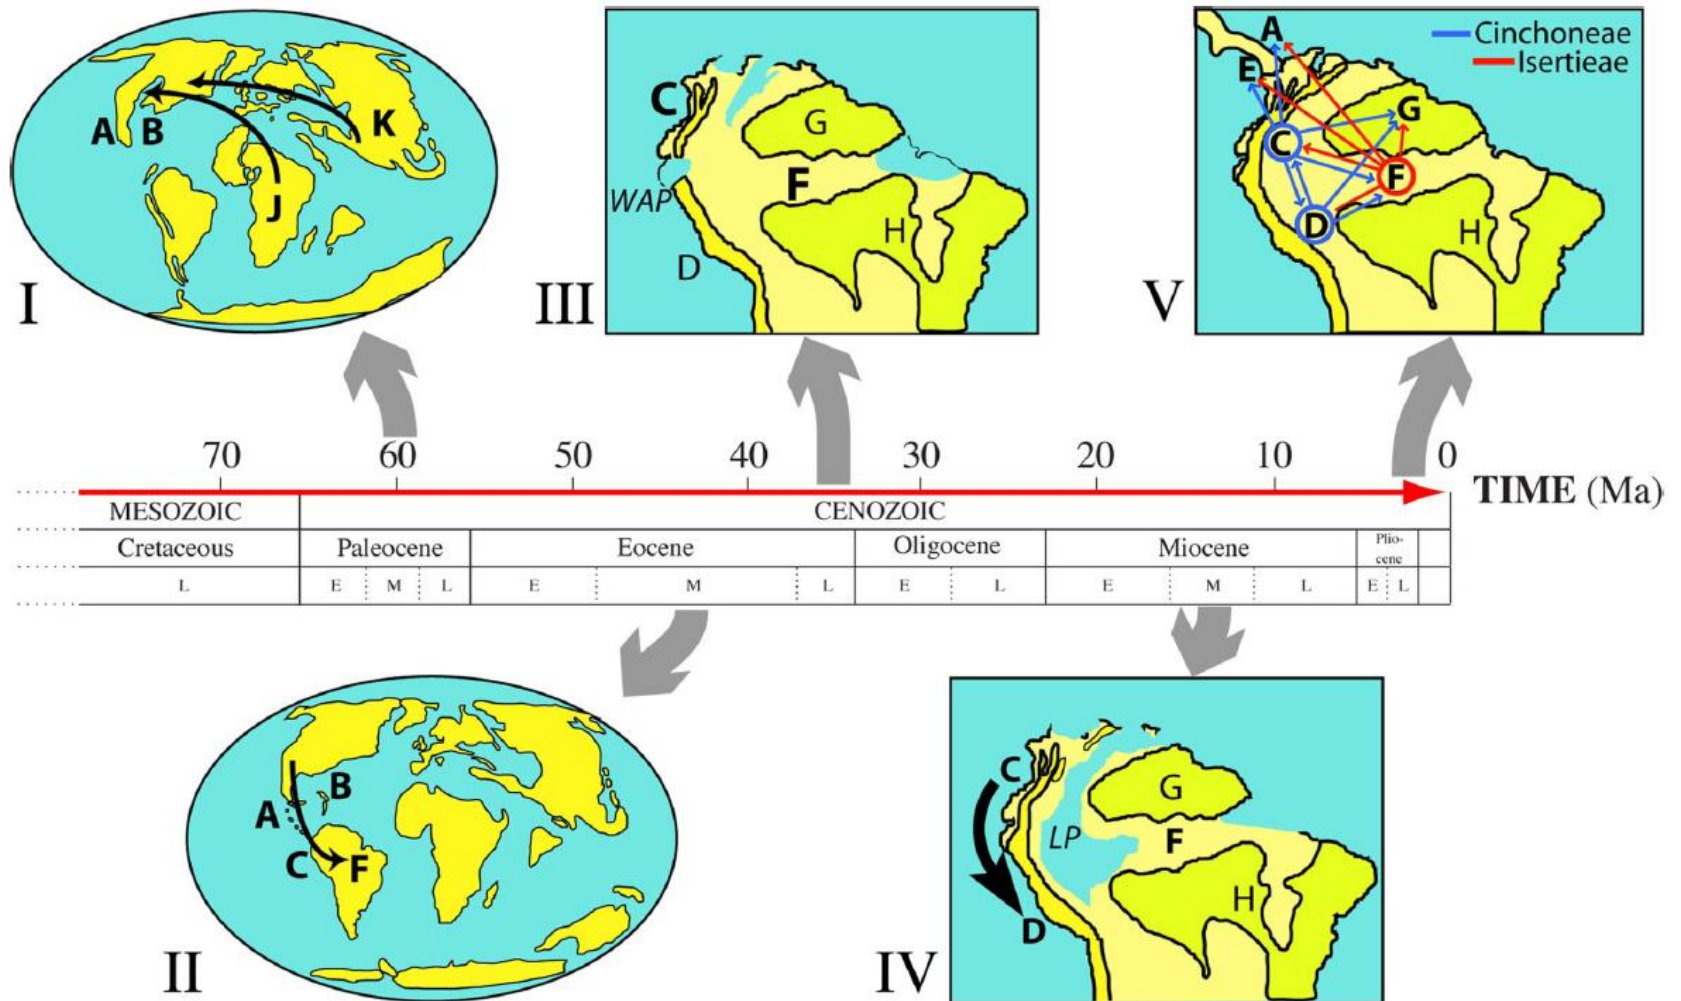 A B
K
J
I
C
G
F
WAP
H
D
III
A
Cinchoneae
Isertieae
E
G
C
F
D
H
V
70 60 50 40 30 20 10 0
TIME (Ma)
MESOZOIC CENOZOIC
Cretaceous Paleocene Eocene Oligocene Miocene Plio-
cene
L E M L E M L E L E M L E L
B
A
C F
II
C
G
LP F
H
D
IV